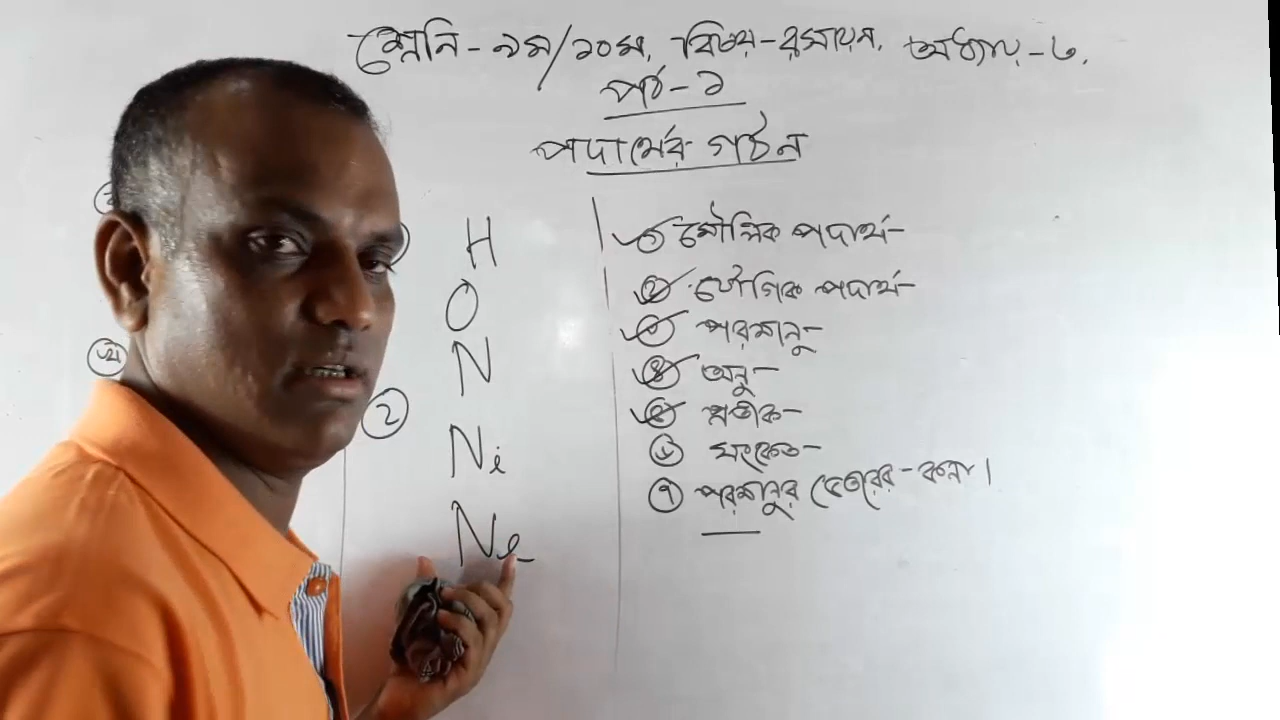 শ্রেনি - ৯ম/১০ম, বিষয় - রসায়ন, অধ্যায় - ৩,
পর্ব - ১
পদার্থের গঠন
H
O
N
Ni
Ne
২
১ মৌলিক পদার্থ -
২ যৌগিক পদার্থ -
৩ পরমানু -
৪ অনু -
৫ প্রতীক -
৬ সংকেত -
৭ পরমানুর ভেতরের - কনা।